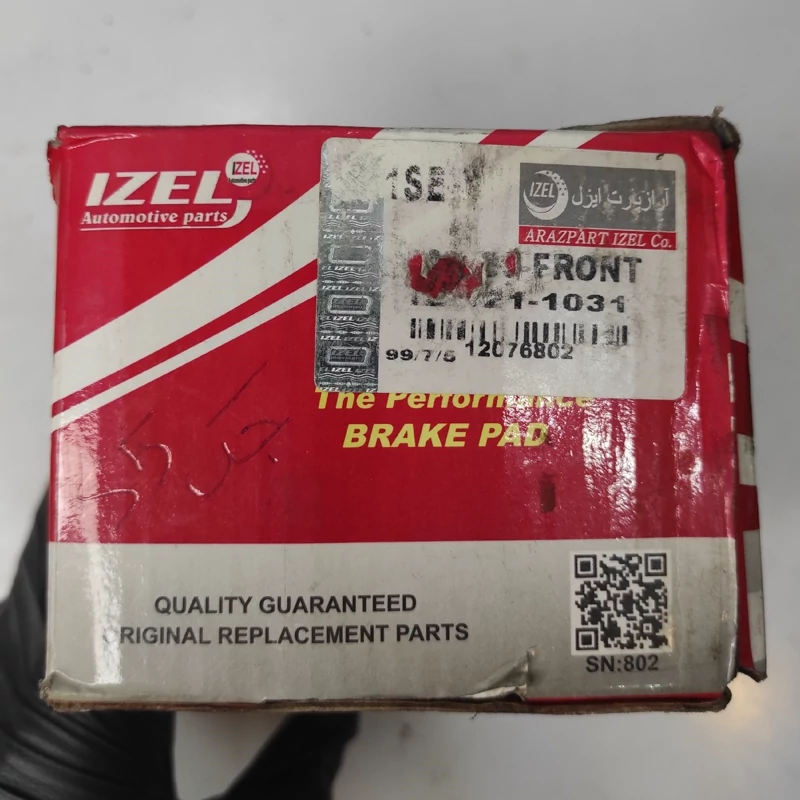 IZEL
Automotive parts
IZEL
IZEL
آرازپارت ایزل
ARAZPART IZEL Co.
FRONT
1-1031
99/7/5 12076802
The Performance
BRAKE PAD
QUALITY GUARANTEED
ORIGINAL REPLACEMENT PARTS
SN:802